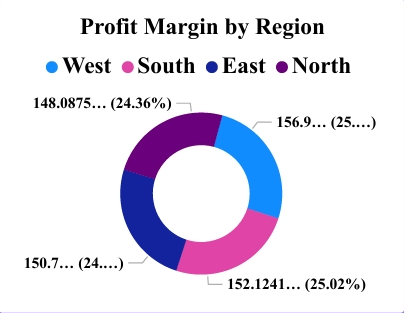 Profit Margin by Region
West South East North
148.0875... (24.36%)
156.9... (25....)
150.7... (24....)
152.1241... (25.02%)